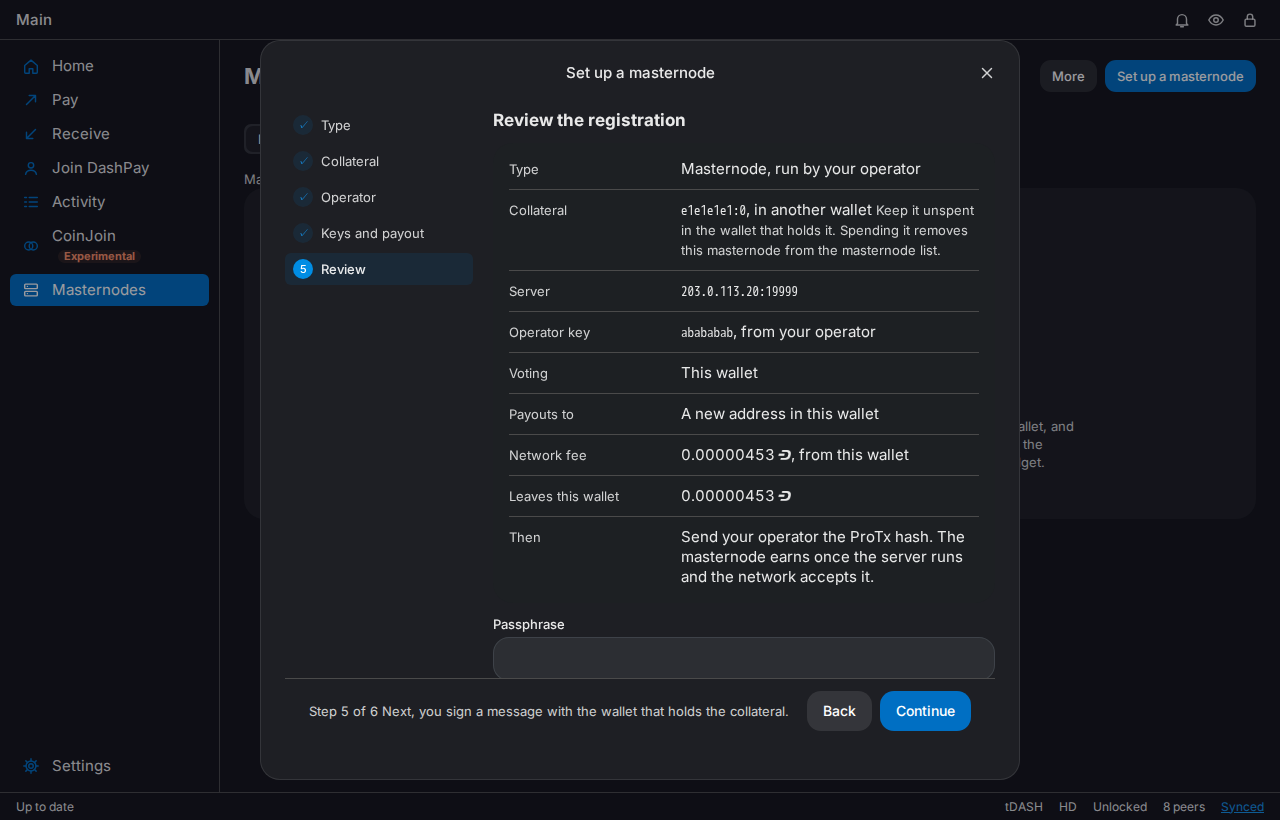 Main
Home
Pay
Receive
Join DashPay
Activity
CoinJoin
Experimental
Masternodes
Settings
More
Set up a masternode
Set up a masternode
Type
Collateral
Operator
Keys and payout
5 Review
Review the registration
Type Masternode, run by your operator
Collateral e1e1e1e1:0, in another wallet Keep it unspent
in the wallet that holds it. Spending it removes
this masternode from the masternode list.
Server 203.0.113.20:19999
Operator key abababab, from your operator
Voting This wallet
Payouts to A new address in this wallet
Network fee 0.00000453, from this wallet
Leaves this wallet 0.00000453
Then Send your operator the ProTx hash. The
masternode earns once the server runs
and the network accepts it.
Passphrase
Step 5 of 6 Next, you sign a message with the wallet that holds the collateral.
Back
Continue
and
the
Up to date
tDASH HD Unlocked 8 peers Synced